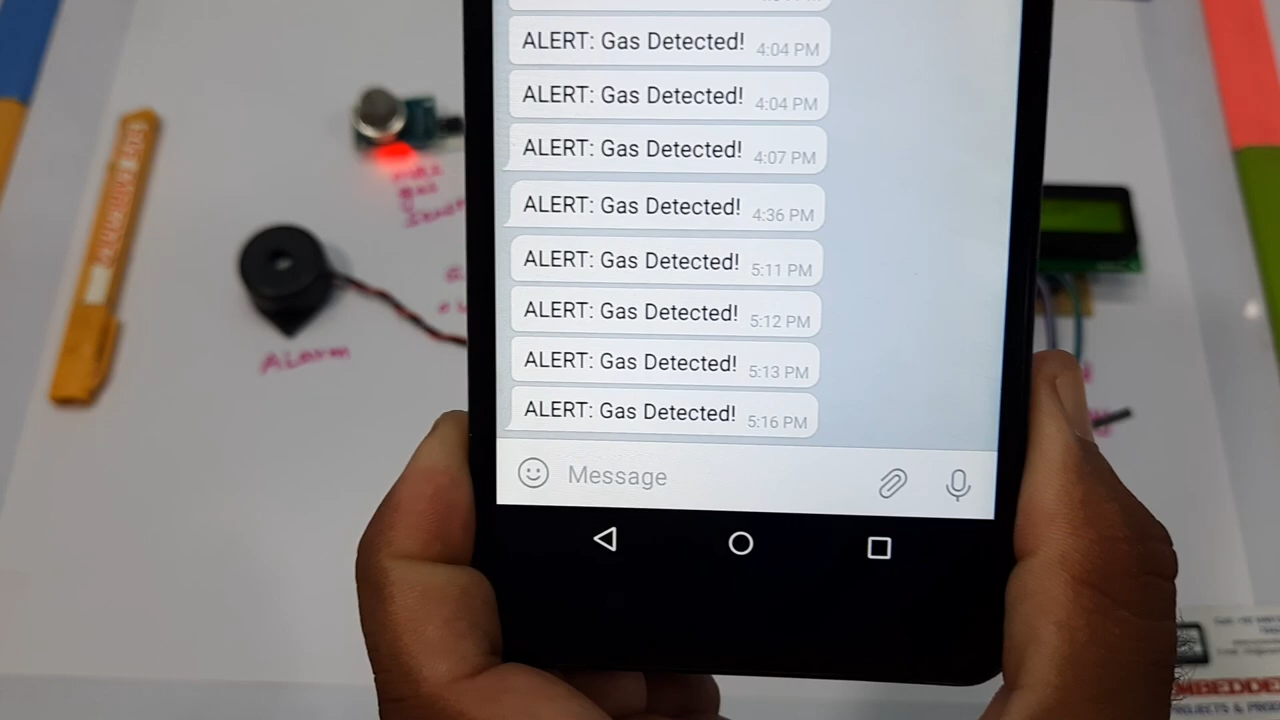 ALERT: Gas Detected! 4:04 PM
ALERT: Gas Detected! 4:04 PM
ALERT: Gas Detected! 4:07 PM
ALERT: Gas Detected! 4:36 PM
ALERT: Gas Detected! 5:11 PM
ALERT: Gas Detected! 5:12 PM
ALERT: Gas Detected! 5:13 PM
ALERT: Gas Detected! 5:16 PM
Message
gas
ALarm
MBEDDE